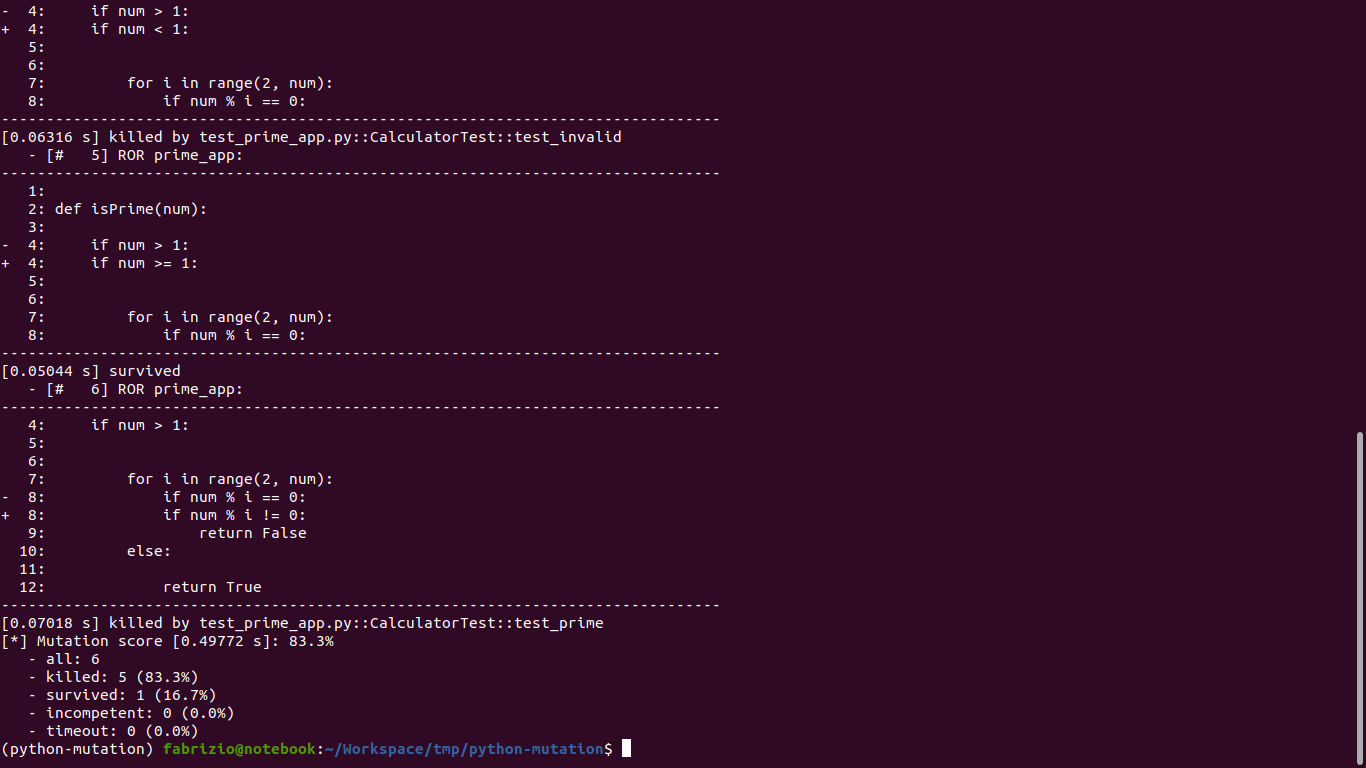 -  4:     if num > 1:
+  4:     if num < 1:
   5:
   6:
   7:         for i in range(2, num):
   8:             if num % i == 0:
--------------------------------------------------------------------------------
[0.06316 s] killed by test_prime_app.py::CalculatorTest::test_invalid
   - [#   5] ROR prime_app:
--------------------------------------------------------------------------------
   1:
   2: def isPrime(num):
   3:
-  4:     if num > 1:
+  4:     if num >= 1:
   5:
   6:
   7:         for i in range(2, num):
   8:             if num % i == 0:
--------------------------------------------------------------------------------
[0.05044 s] survived
   - [#   6] ROR prime_app:
--------------------------------------------------------------------------------
   4:     if num > 1:
   5:
   6:
   7:         for i in range(2, num):
-  8:             if num % i == 0:
+  8:             if num % i != 0:
   9:                 return False
  10:         else:
  11:
  12:             return True
--------------------------------------------------------------------------------
[0.07018 s] killed by test_prime_app.py::CalculatorTest::test_prime
[*] Mutation score [0.49772 s]: 83.3%
   - all: 6
   - killed: 5 (83.3%)
   - survived: 1 (16.7%)
   - incompetent: 0 (0.0%)
   - timeout: 0 (0.0%)
(python-mutation) fabrizio@notebook:~/Workspace/tmp/python-mutation$